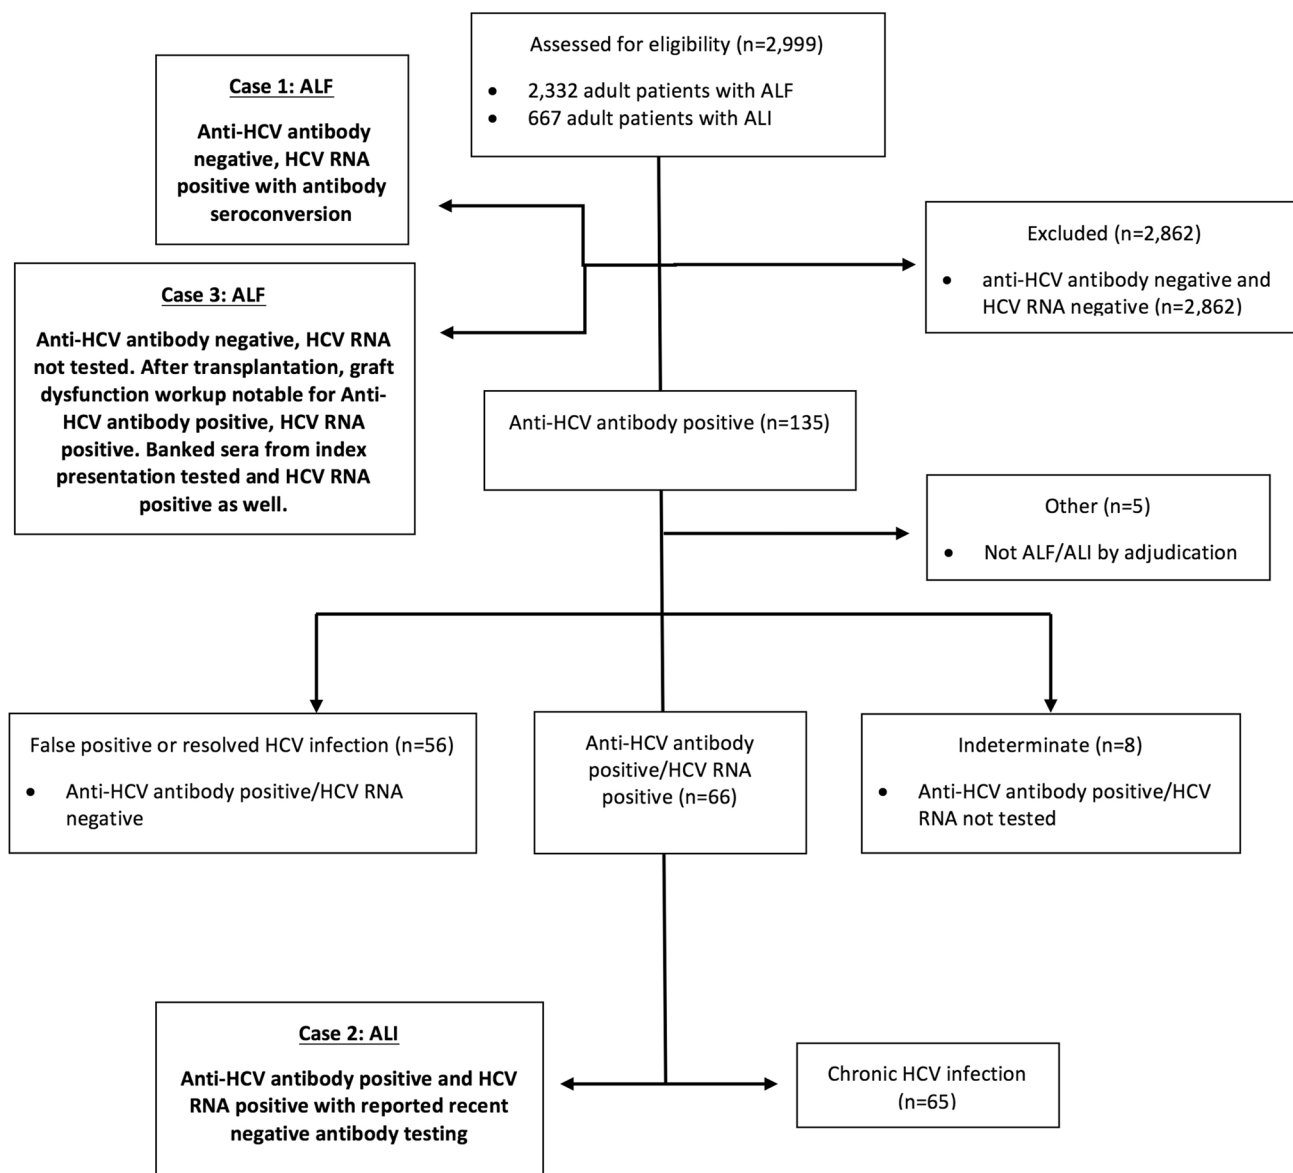 Assessed for eligibility (n=2,999)
• 2,332 adult patients with ALF
• 667 adult patients with ALI
Case 1: ALF
Anti-HCV antibody
negative, HCV RNA
positive with antibody
seroconversion
Excluded (n=2,862)
• anti-HCV antibody negative and
HCV RNA negative (n=2,862)
Case 3: ALF
Anti-HCV antibody negative, HCV RNA
not tested. After transplantation, graft
dysfunction workup notable for Anti-
HCV antibody positive, HCV RNA
positive. Banked sera from index
presentation tested and HCV RNA
positive as well.
Anti-HCV antibody positive (n=135)
Other (n=5)
• Not ALF/ALI by adjudication
False positive or resolved HCV infection (n=56)
• Anti-HCV antibody positive/HCV RNA
negative
Anti-HCV antibody
positive/HCV RNA
positive (n=66)
Indeterminate (n=8)
• Anti-HCV antibody positive/HCV
RNA not tested
Case 2: ALI
Anti-HCV antibody positive and HCV
RNA positive with reported recent
negative antibody testing
Chronic HCV infection
(n=65)